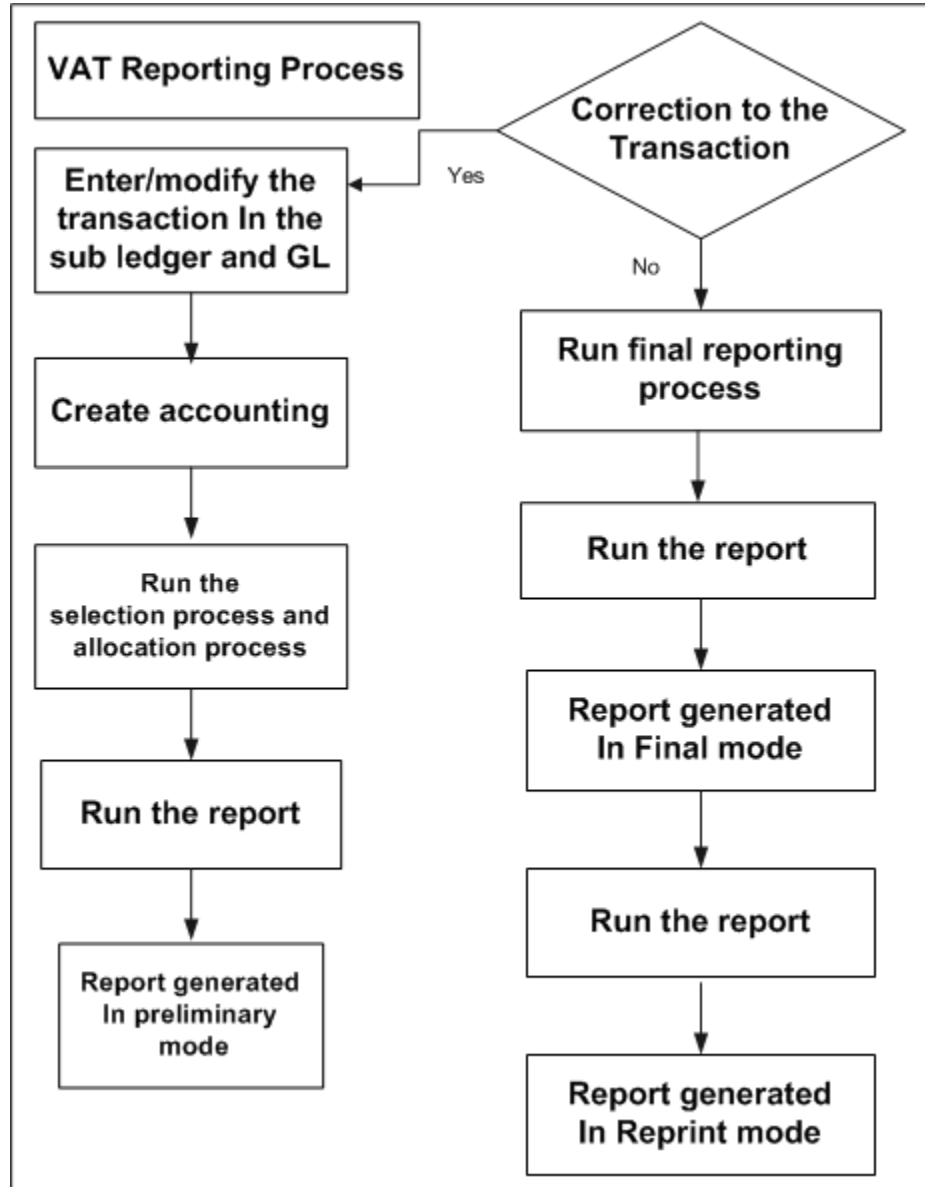 VAT Reporting Process
Correction to the
Transaction
Yes
Enter/modify the
transaction In the
sub ledger and GL
No
Create accounting
Run the
selection process and
allocation process
Run the report
Report generated
In preliminary
mode
Run final reporting
process
Run the report
Report generated
In Final mode
Run the report
Report generated
In Reprint mode